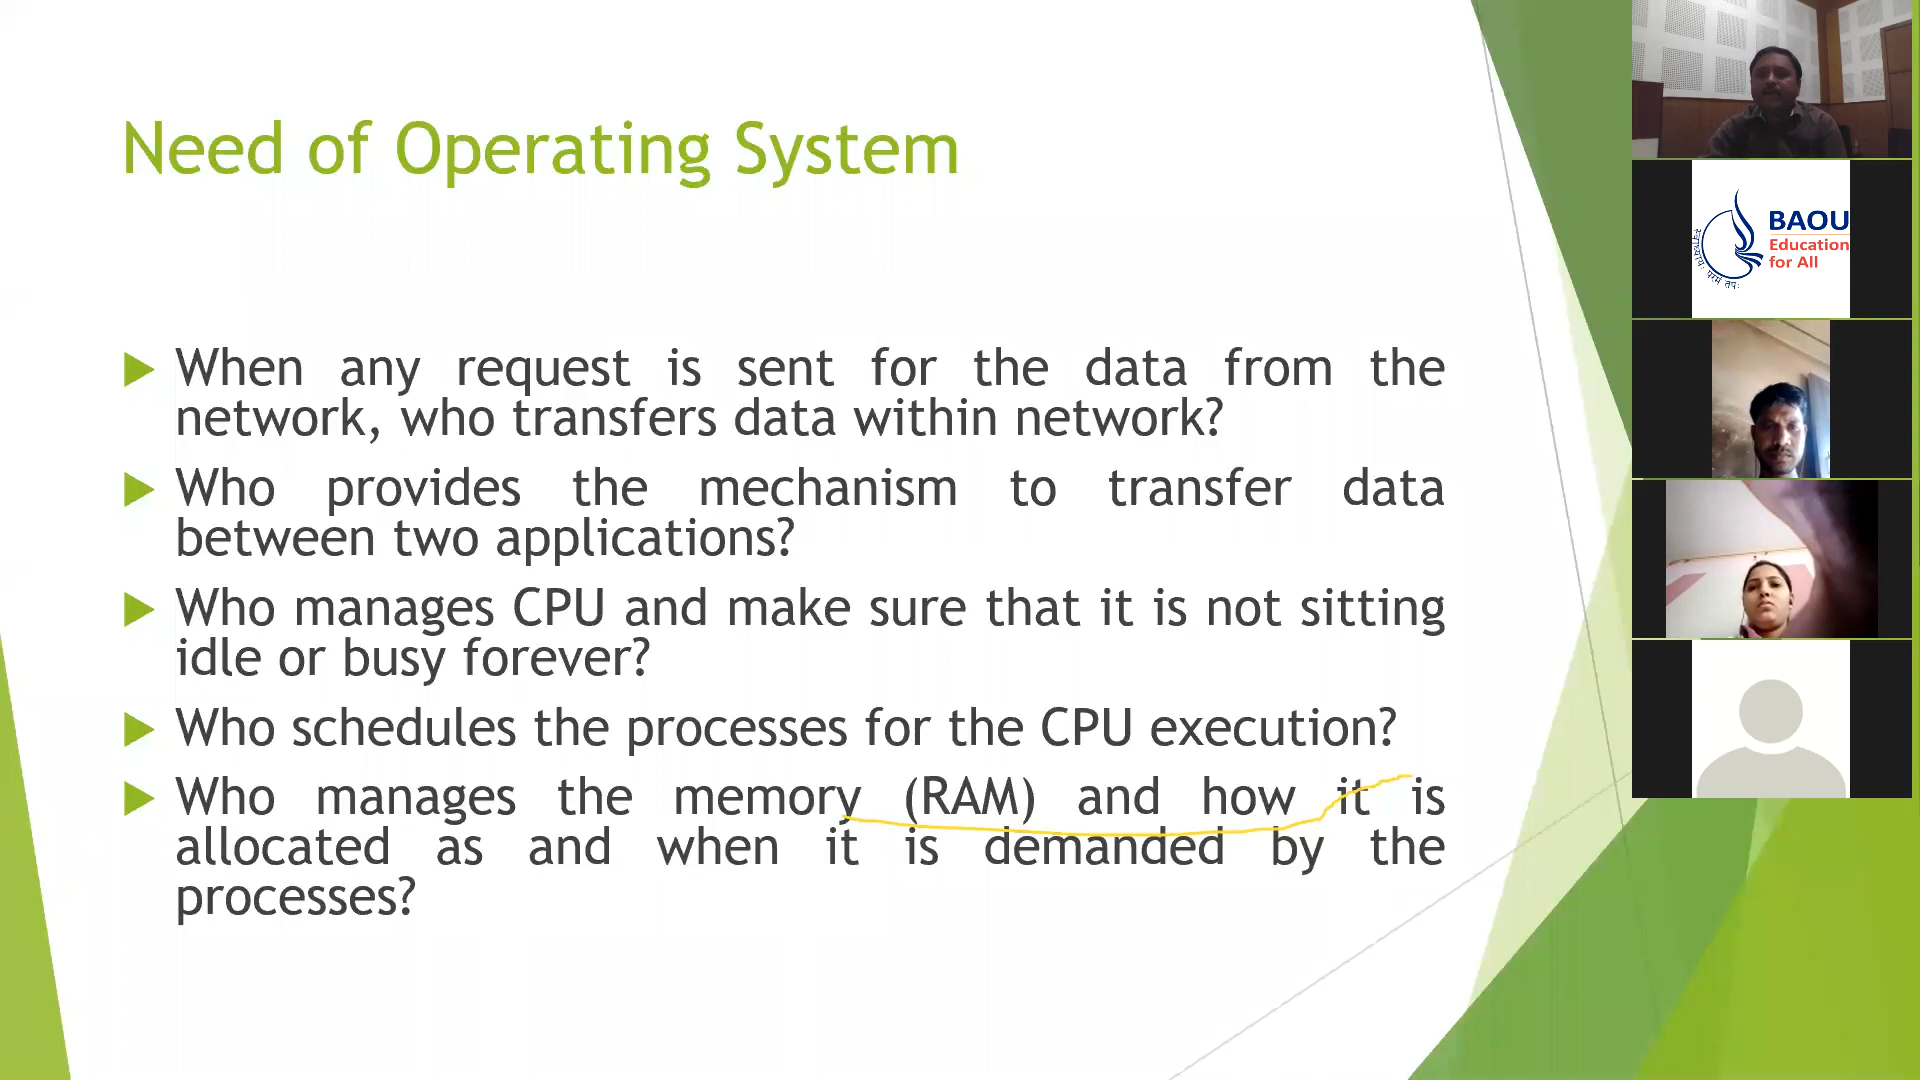 Need of Operating System
When any request is sent for the data from the
network, who transfers data within network?
Who provides the mechanism to transfer data
between two applications?
Who manages CPU and make sure that it is not sitting
idle or busy forever?
Who schedules the processes for the CPU execution?
Who manages the memory (RAM) and how it is
allocated as and when it is demanded by the
processes?
BAOU
Education
for All